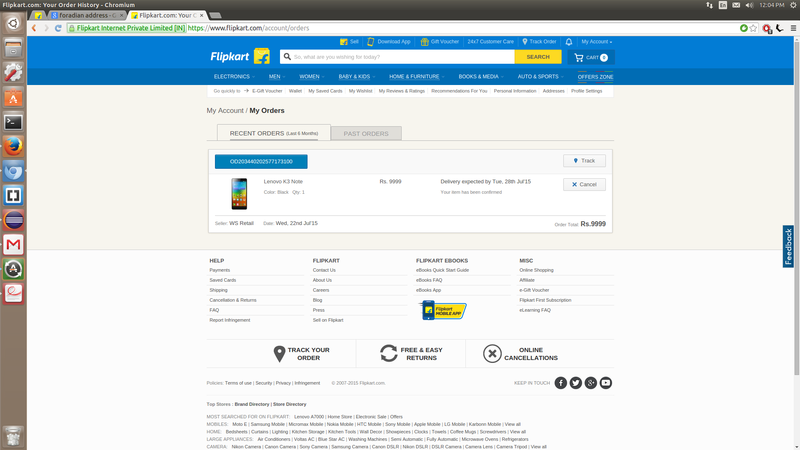 Flipkart.com: Your Order History - Chromium
En
12:04 PM
foradian address - G
Flipkart.com: Your O
Flipkart Internet Private Limited [IN]
https://www.flipkart.com/account/orders
Sell
Download App
Gift Voucher
24x7 Customer Care
Track Order
My Account
Flipkart
So, what are you wishing for today?
SEARCH
CART 0
ELECTRONICS
MEN
WOMEN
BABY & KIDS
HOME & FURNITURE
BOOKS & MEDIA
AUTO & SPORTS
OFFERS ZONE
Go quickly to
E-Gift Voucher
Wallet
My Saved Cards
My Wishlist
My Reviews & Ratings
Recommendations For You
Personal Information
Addresses
Profile Settings
My Account / My Orders
RECENT ORDERS (Last 6 Months)
PAST ORDERS
OD203440202577173100
Track
Lenovo K3 Note
Rs. 9999
Delivery expected by Tue, 28th Jul'15
Color: Black Qty: 1
Your item has been confirmed
Cancel
Seller: WS Retail
Date: Wed, 22nd Jul'15
Order Total: Rs.9999
Feedback
HELP
Payments
Saved Cards
Shipping
Cancellation & Returns
FAQ
Report Infringement
FLIPKART
Contact Us
About Us
Careers
Blog
Press
Sell on Flipkart
FLIPKART EBOOKS
eBooks Quick Start Guide
eBooks FAQ
eBooks App
Flipkart
MOBILE APP
MISC
Online Shopping
Affiliate
e-Gift Voucher
Flipkart First Subscription
eLearning FAQ
TRACK YOUR
ORDER
FREE & EASY
RETURNS
ONLINE
CANCELLATIONS
Policies: Terms of use | Security | Privacy | Infringement
© 2007-2015 Flipkart.com.
KEEP IN TOUCH
Top Stores : Brand Directory | Store Directory
MOST SEARCHED FOR ON FLIPKART: Lenovo A7000 | Home Store | Electronic Sale | Offers
MOBILES: Moto E | Samsung Mobile | Micromax Mobile | Nokia Mobile | HTC Mobile | Sony Mobile | Apple Mobile | LG Mobile | Karbonn Mobile | View all
HOME: Bedsheets | Curtains | Lighting | Kitchen Storage | Kitchen Tools | Wall Decor | Showpieces | Clocks | Towels | Coffee Mugs | Screwdrivers | View all
LARGE APPLIANCES: Air Conditioners | Voltas AC | Blue Star AC | Washing Machines | Semi Automatic | Fully Automatic | Microwave Ovens | Refrigerators
CAMERA: Nikon Camera | Canon Camera | Sony Camera | Samsung Camera | Canon DSLR | Nikon DSLR | DSLR Camera | Camera Lens | Camera Tripod | View all